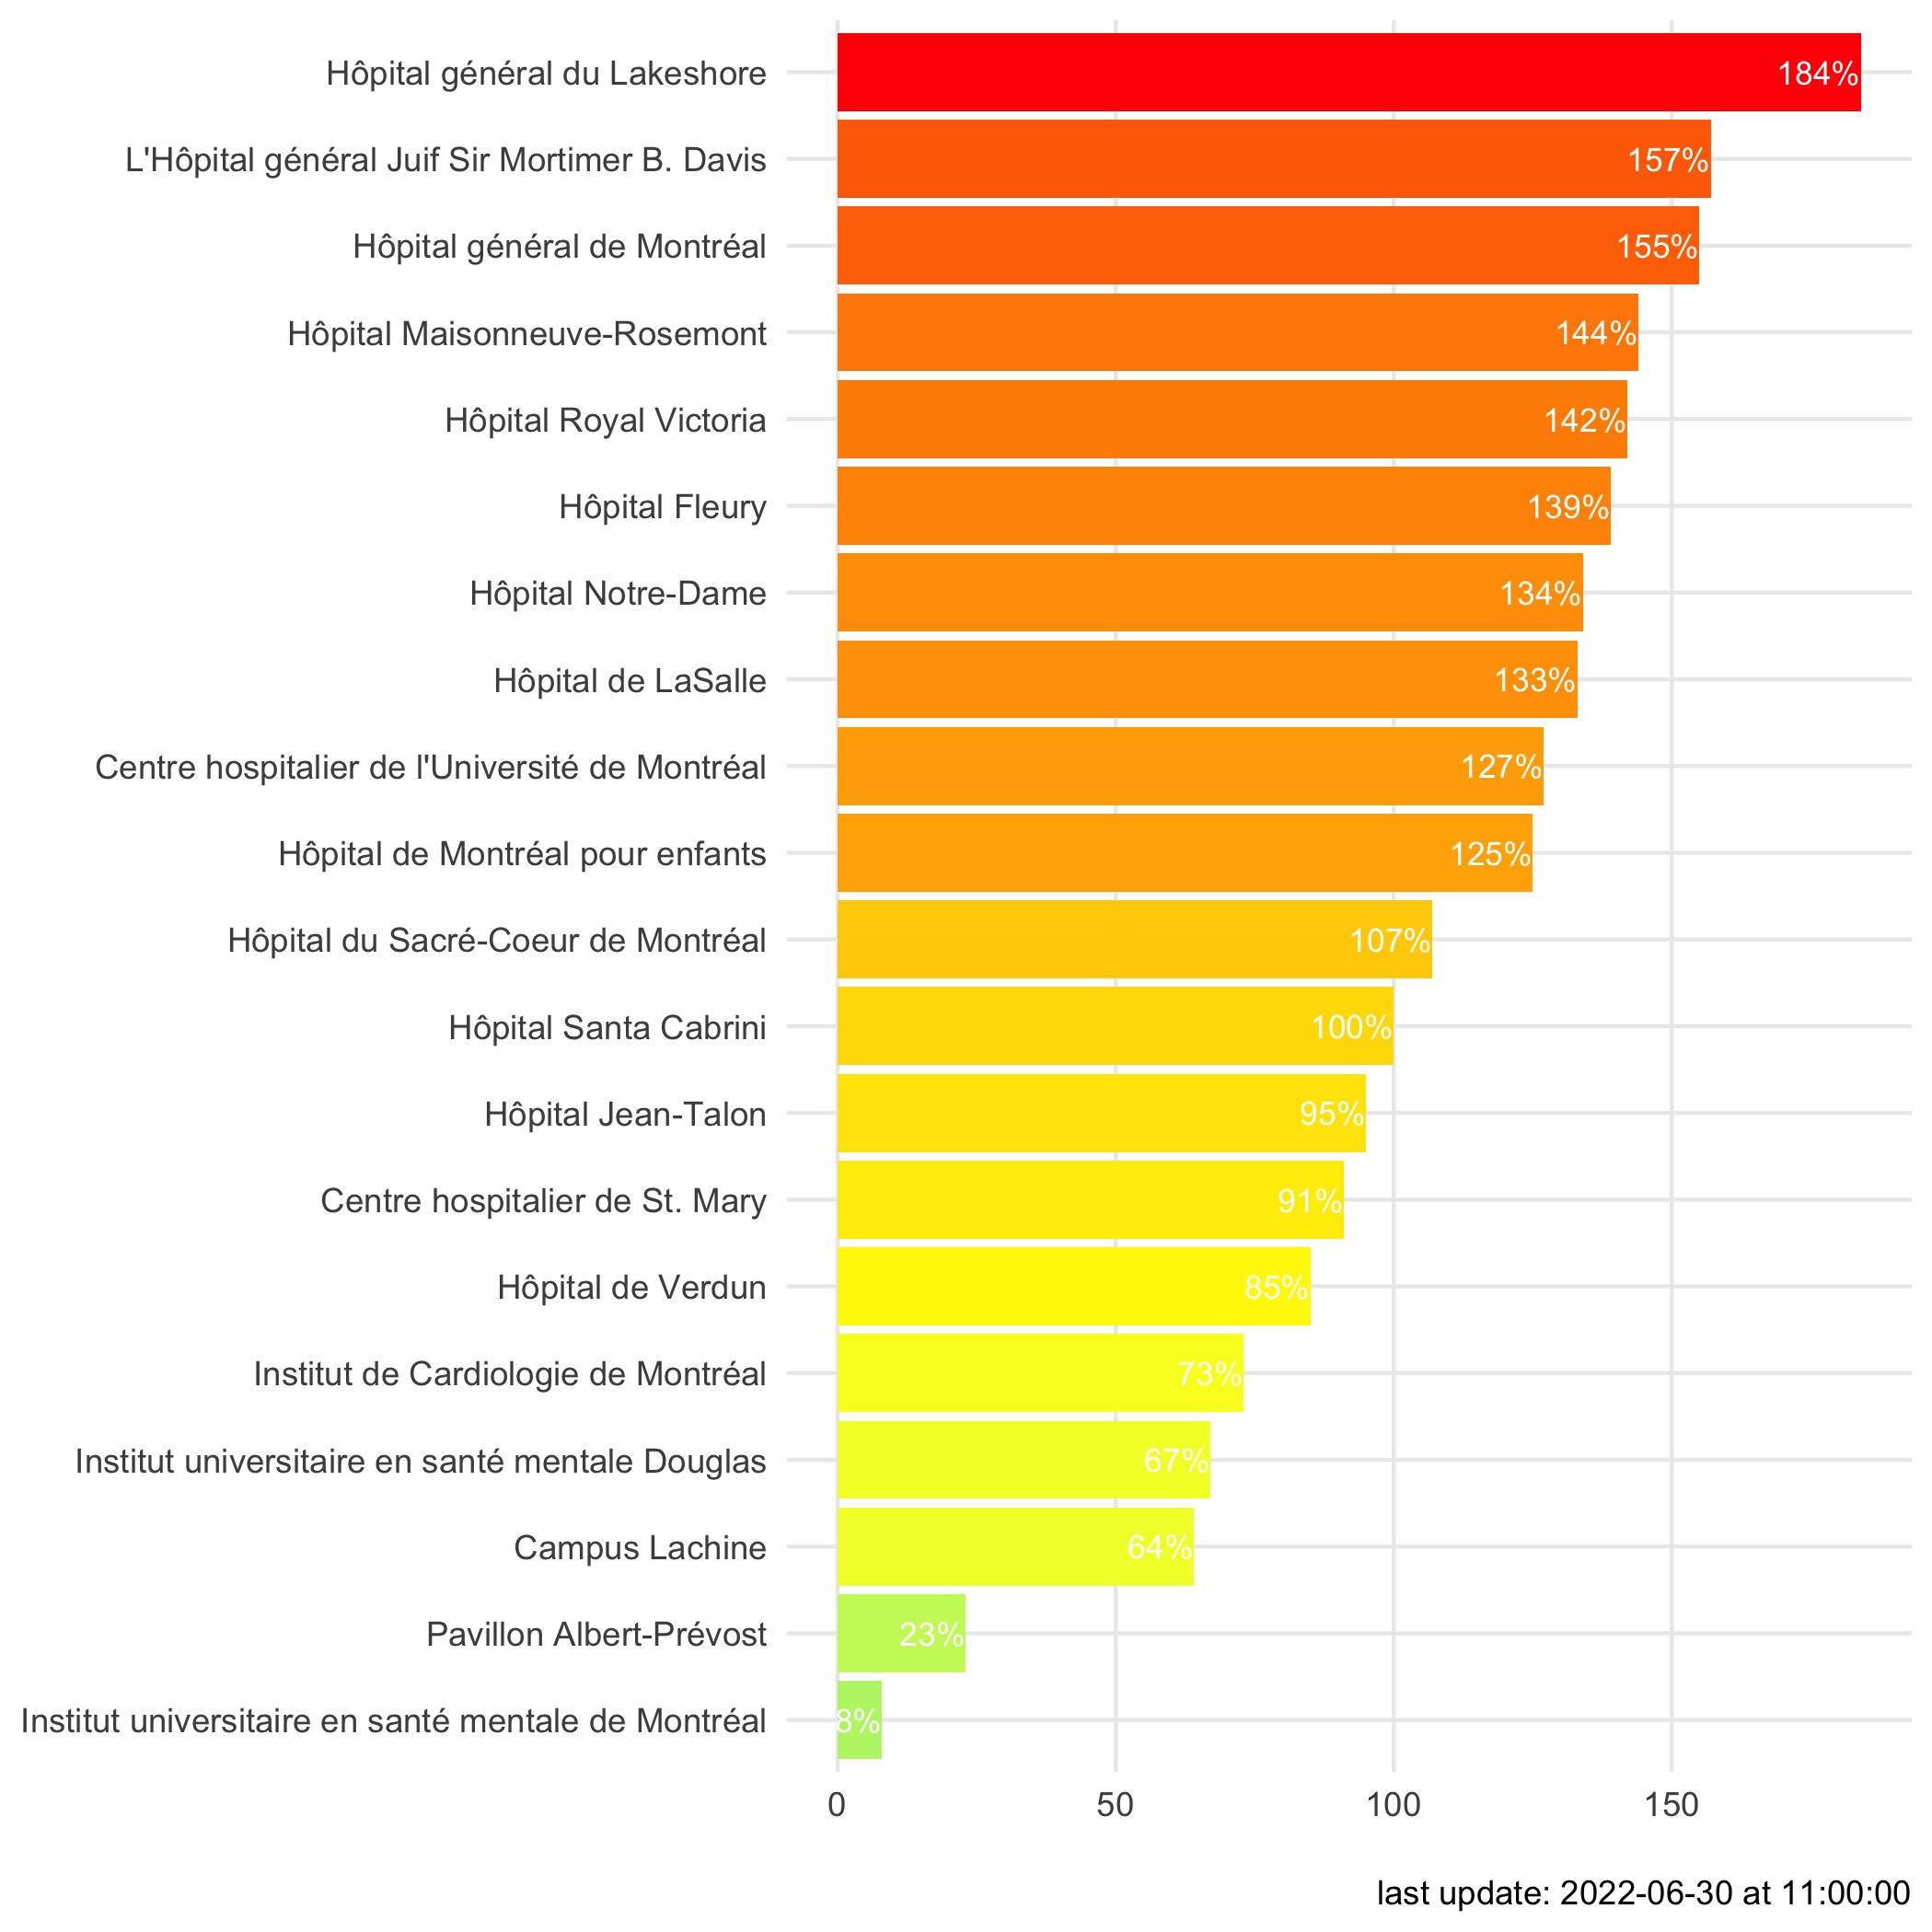 Hôpital général du Lakeshore 184%
L'Hôpital général Juif Sir Mortimer B. Davis 157%
Hôpital général de Montréal 155%
Hôpital Maisonneuve-Rosemont 144%
Hôpital Royal Victoria 142%
Hôpital Fleury 139%
Hôpital Notre-Dame 134%
Hôpital de LaSalle 133%
Centre hospitalier de l'Université de Montréal 127%
Hôpital de Montréal pour enfants 125%
Hôpital du Sacré-Coeur de Montréal 107%
Hôpital Santa Cabrini 100%
Hôpital Jean-Talon 95%
Centre hospitalier de St. Mary 91%
Hôpital de Verdun 85%
Institut de Cardiologie de Montréal 73%
Institut universitaire en santé mentale Douglas 67%
Campus Lachine 64%
Pavillon Albert-Prévost 23%
Institut universitaire en santé mentale de Montréal 8%
0 50 100 150
last update: 2022-06-30 at 11:00:00